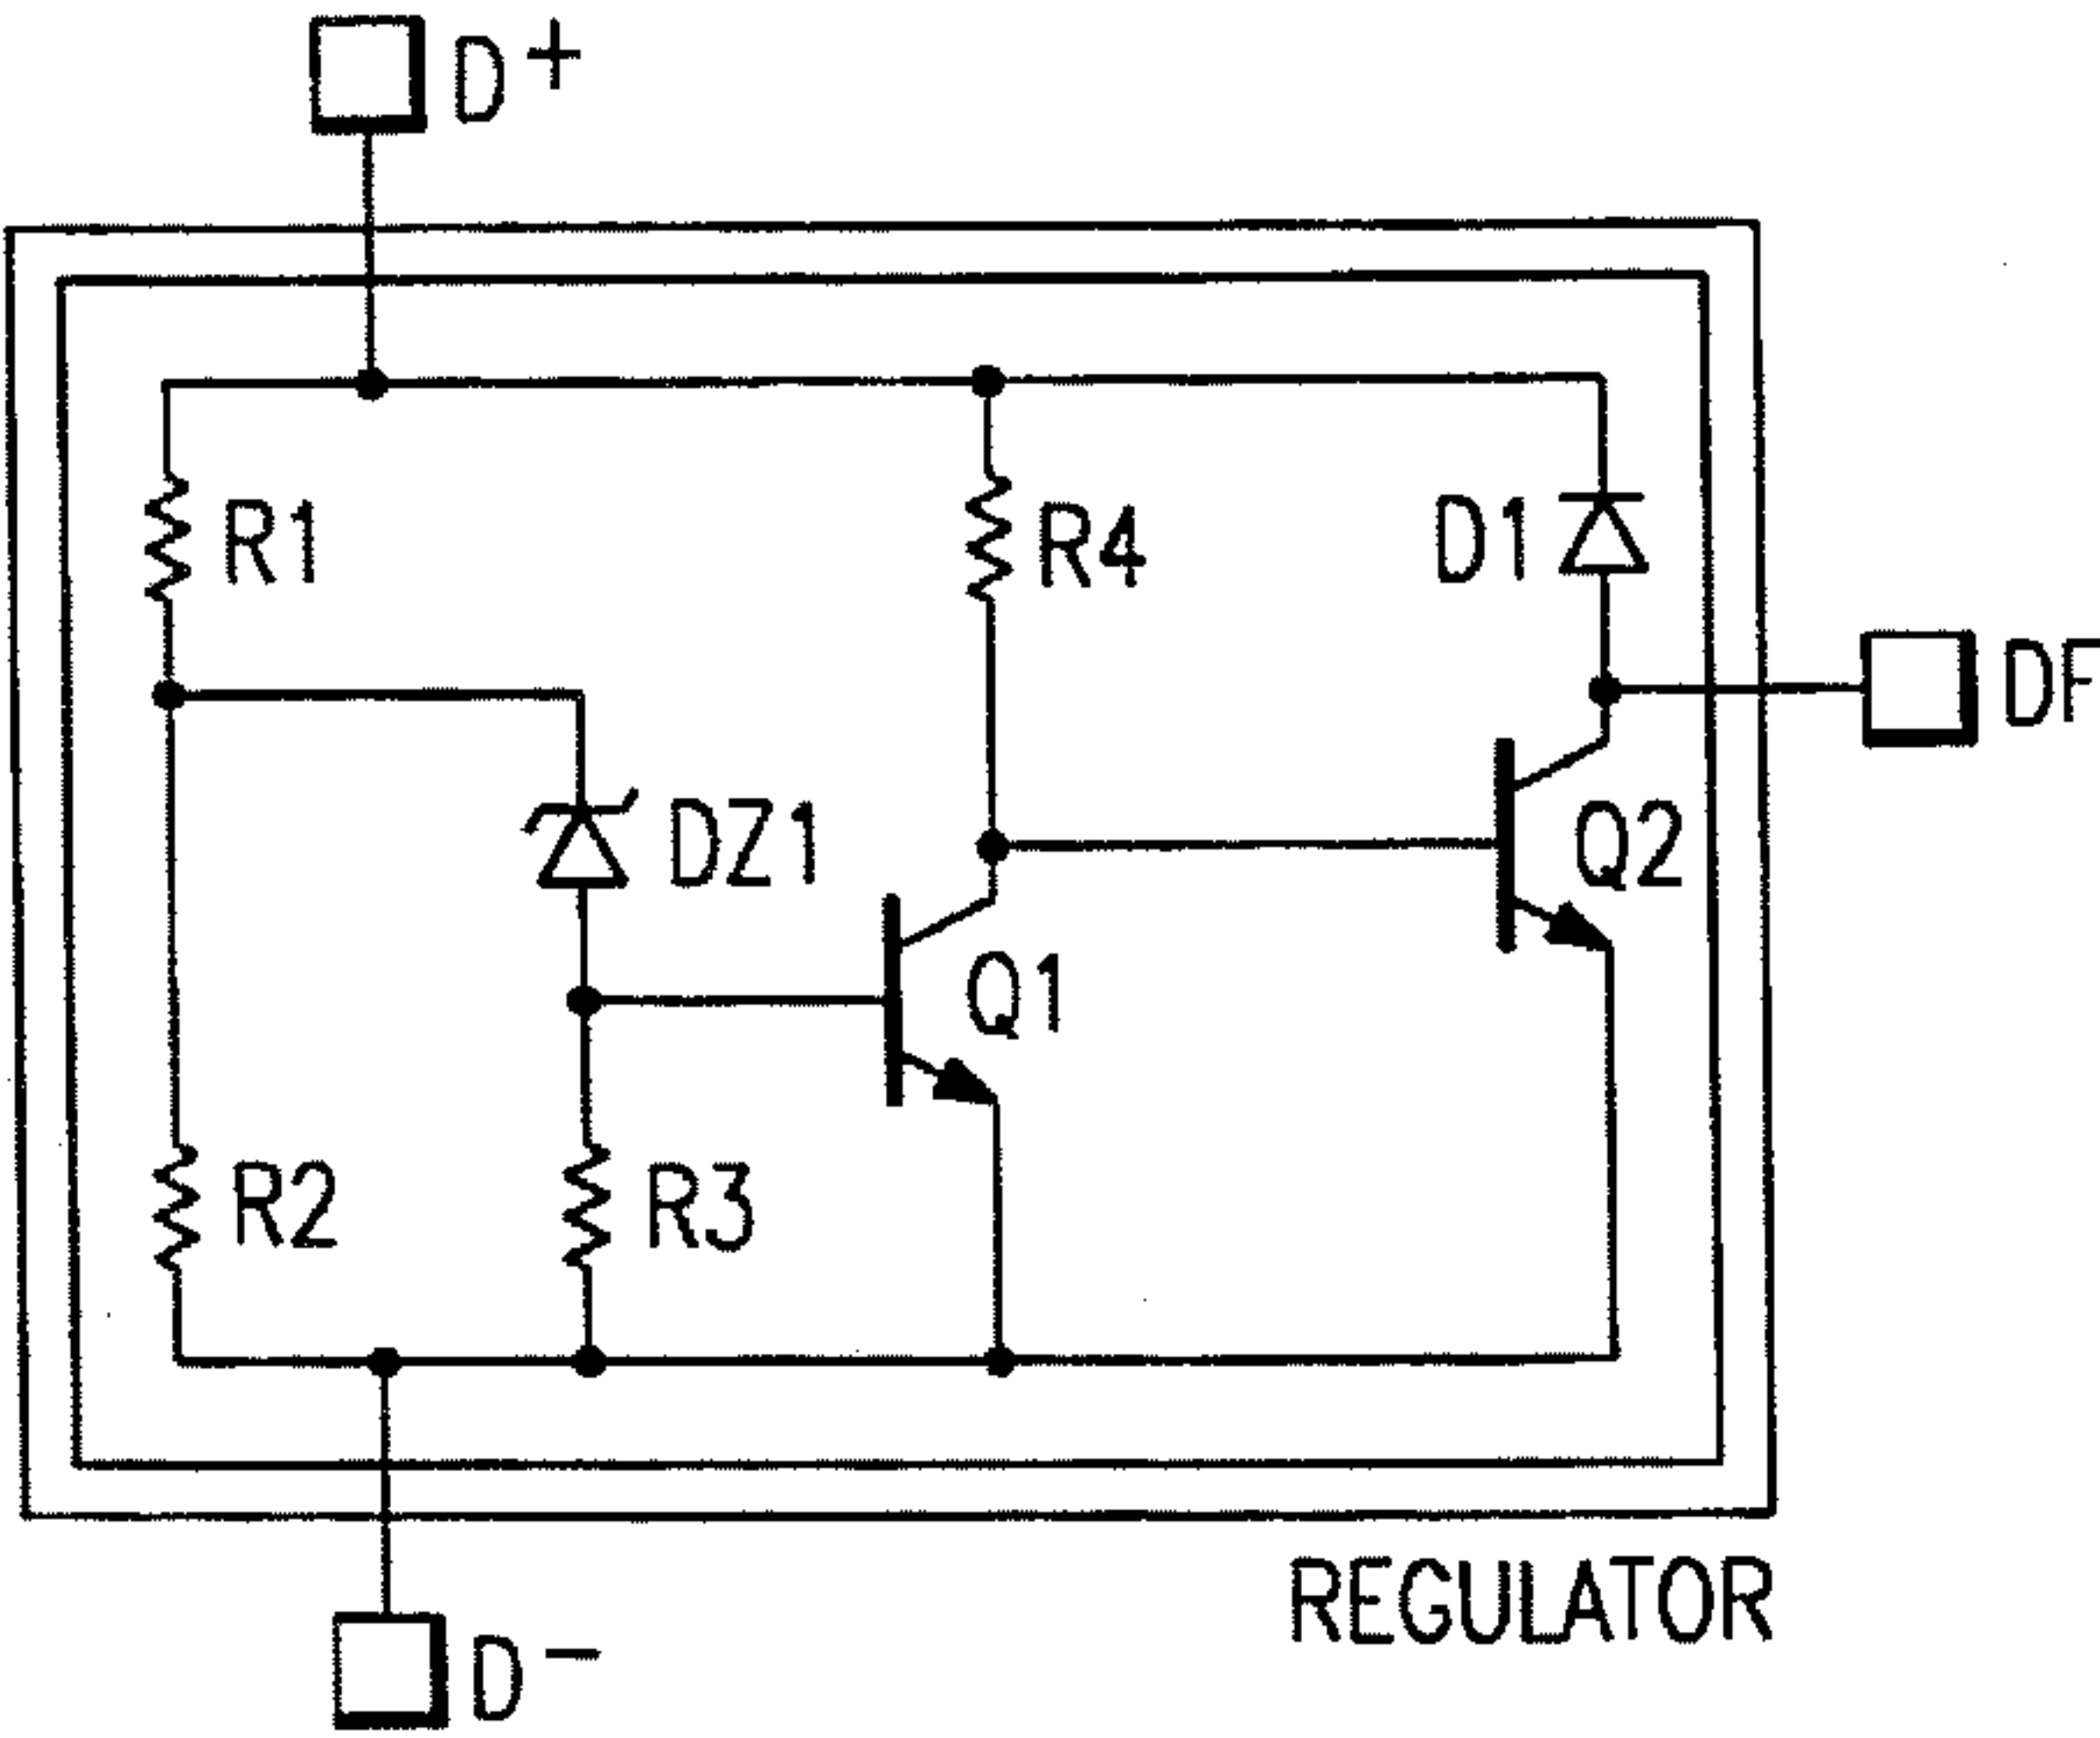 D+
R1
R4
D1
DF
DZ1
Q2
Q1
R2
R3
REGULATOR
D−